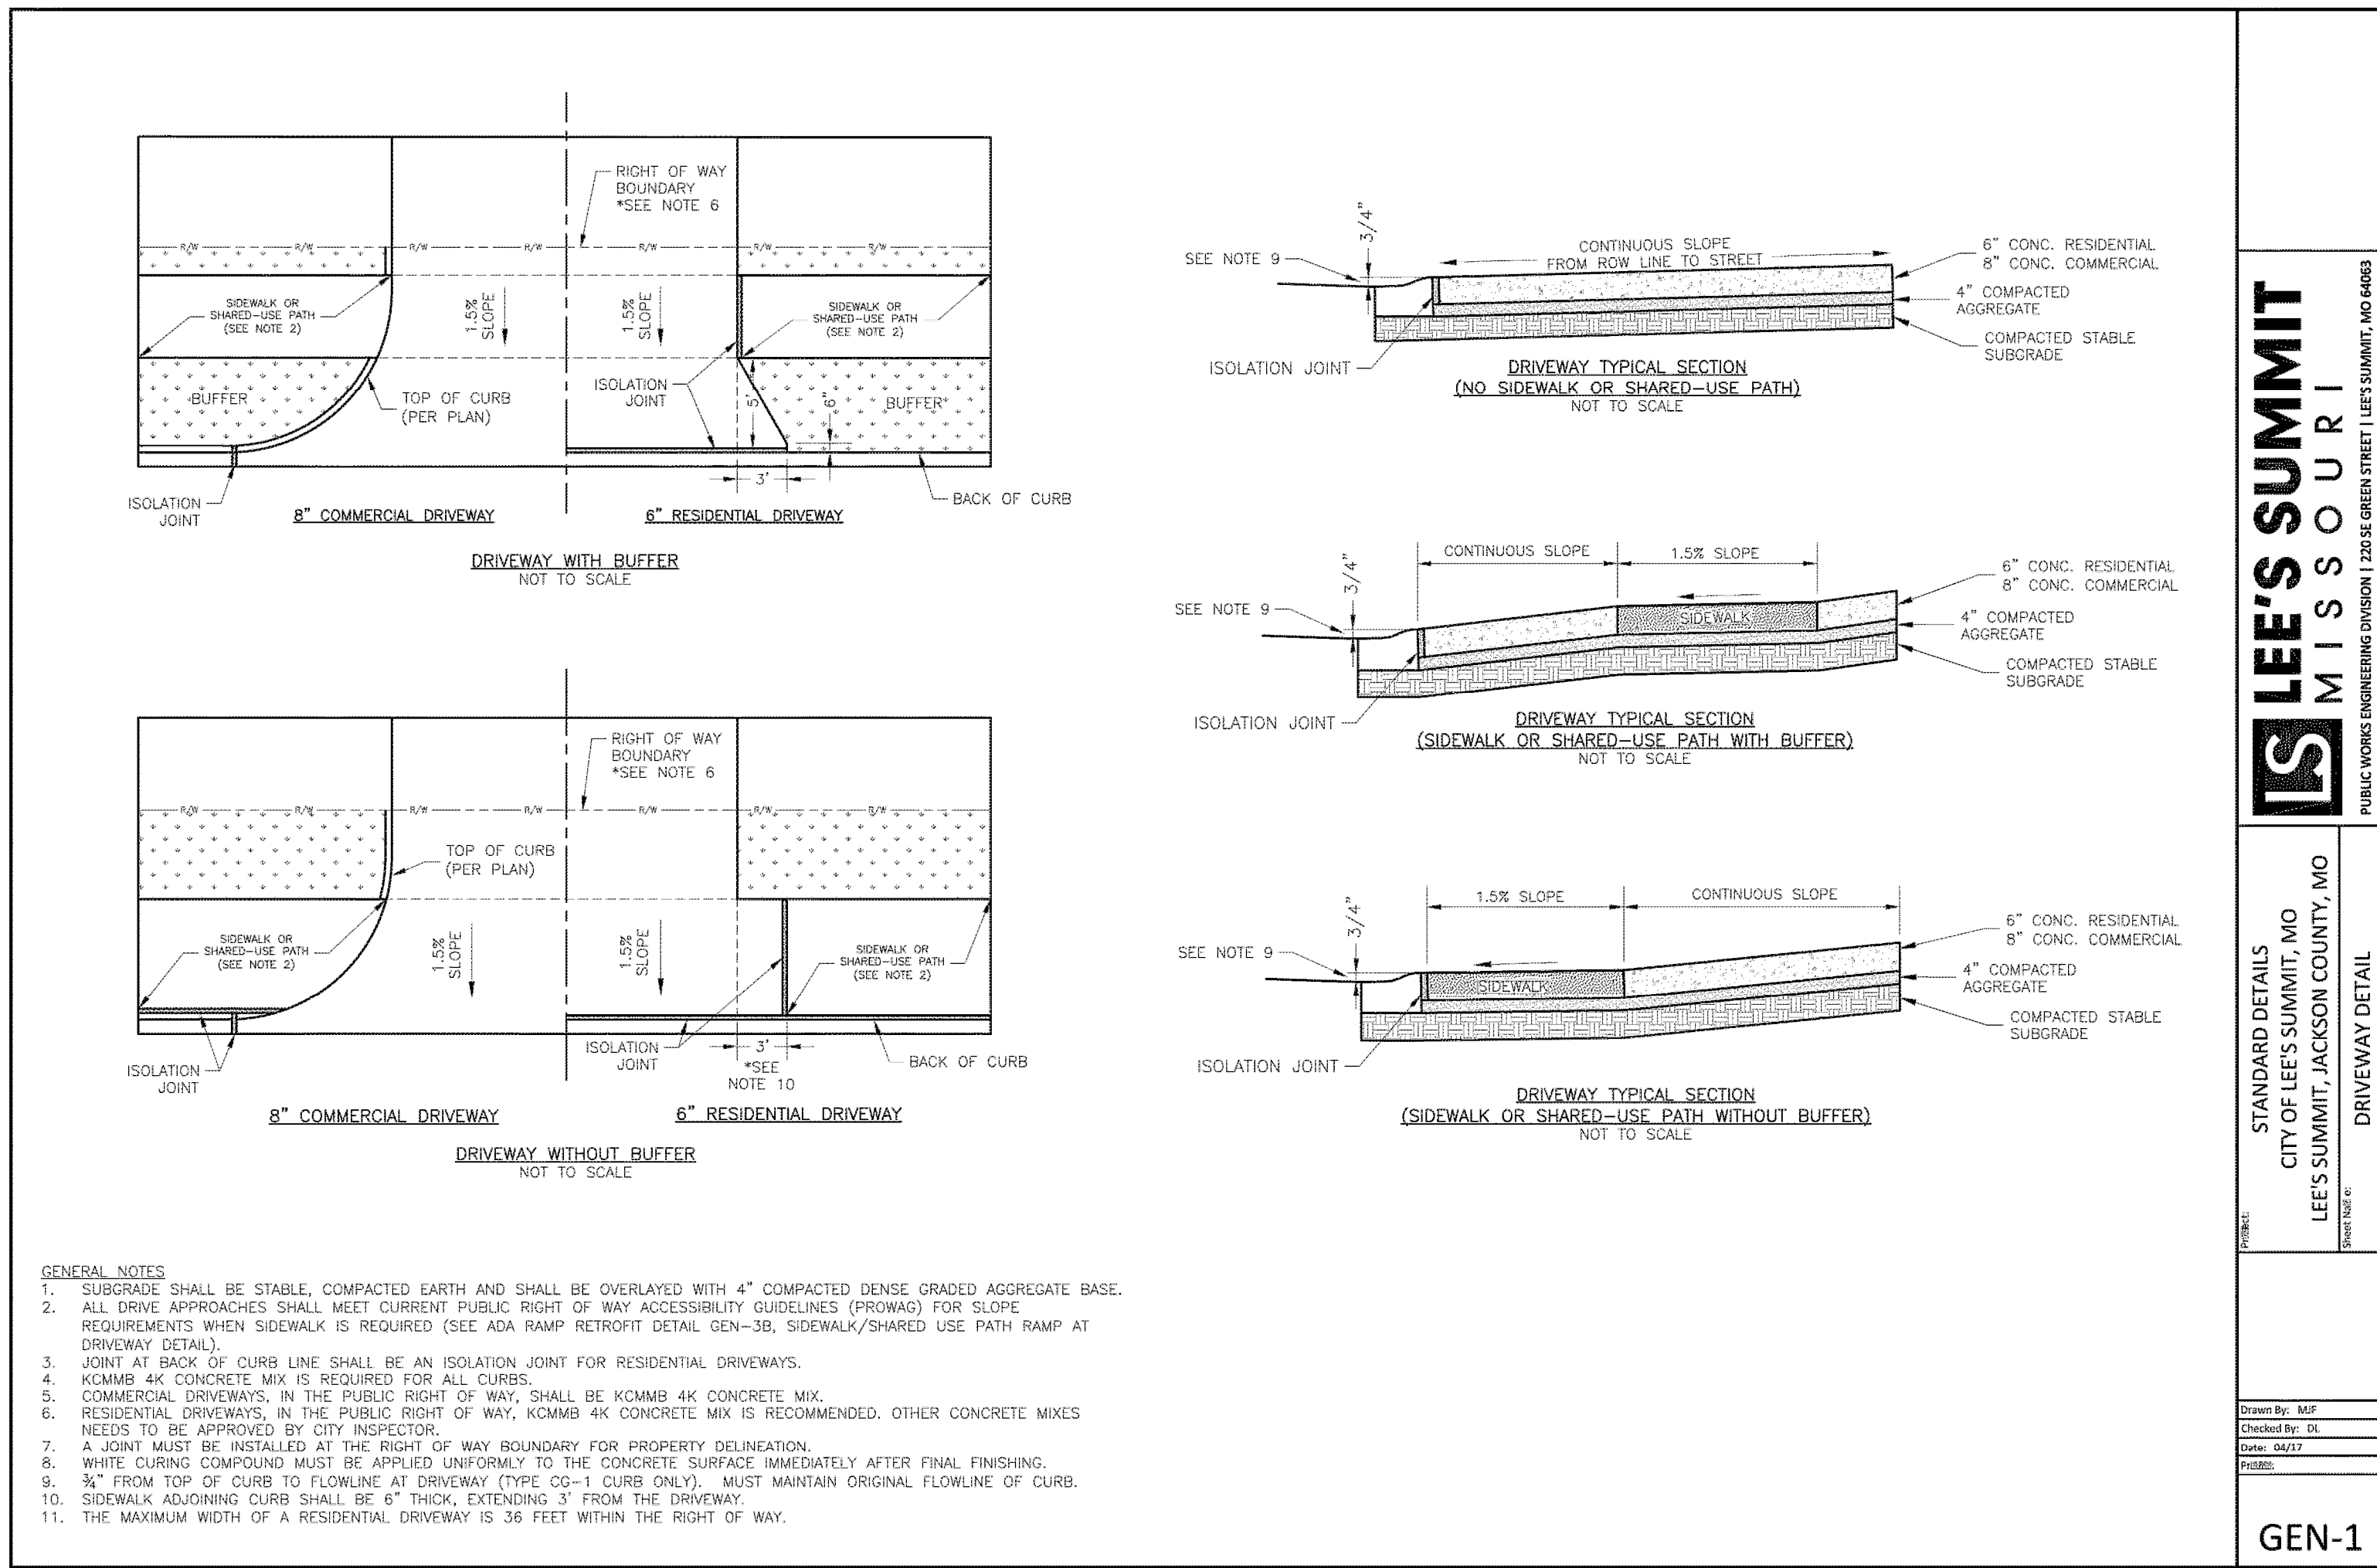 RIGHT OF WAY
BOUNDARY
*SEE NOTE 6
R/W R/W R/W R/W R/W R/W R/W
SIDEWALK OR
SHARED-USE PATH
(SEE NOTE 2)
1.5%
SLOPE
1.5%
SLOPE
SIDEWALK OR
SHARED-USE PATH
(SEE NOTE 2)
BUFFER
TOP OF CURB
(PER PLAN)
ISOLATION
JOINT
5'
6"
BUFFER
3'
ISOLATION
JOINT
BACK OF CURB
8" COMMERCIAL DRIVEWAY
6" RESIDENTIAL DRIVEWAY
DRIVEWAY WITH BUFFER
NOT TO SCALE
RIGHT OF WAY
BOUNDARY
*SEE NOTE 6
R/W R/W R/W R/W R/W R/W R/W
TOP OF CURB
(PER PLAN)
SIDEWALK OR
SHARED-USE PATH
(SEE NOTE 2)
1.5%
SLOPE
1.5%
SLOPE
SIDEWALK OR
SHARED-USE PATH
(SEE NOTE 2)
ISOLATION
JOINT
ISOLATION
JOINT
3'
*SEE
NOTE 10
BACK OF CURB
8" COMMERCIAL DRIVEWAY
6" RESIDENTIAL DRIVEWAY
DRIVEWAY WITHOUT BUFFER
NOT TO SCALE
3/4"
SEE NOTE 9
CONTINUOUS SLOPE
FROM ROW LINE TO STREET
6" CONC. RESIDENTIAL
8" CONC. COMMERCIAL
4" COMPACTED
AGGREGATE
COMPACTED STABLE
SUBGRADE
ISOLATION JOINT
DRIVEWAY TYPICAL SECTION
(NO SIDEWALK OR SHARED-USE PATH)
NOT TO SCALE
3/4"
CONTINUOUS SLOPE
1.5% SLOPE
SEE NOTE 9
SIDEWALK
6" CONC. RESIDENTIAL
8" CONC. COMMERCIAL
4" COMPACTED
AGGREGATE
COMPACTED STABLE
SUBGRADE
ISOLATION JOINT
DRIVEWAY TYPICAL SECTION
(SIDEWALK OR SHARED-USE PATH WITH BUFFER)
NOT TO SCALE
3/4"
1.5% SLOPE
CONTINUOUS SLOPE
SEE NOTE 9
SIDEWALK
6" CONC. RESIDENTIAL
8" CONC. COMMERCIAL
4" COMPACTED
AGGREGATE
COMPACTED STABLE
SUBGRADE
ISOLATION JOINT
DRIVEWAY TYPICAL SECTION
(SIDEWALK OR SHARED-USE PATH WITHOUT BUFFER)
NOT TO SCALE
GENERAL NOTES
1. SUBGRADE SHALL BE STABLE, COMPACTED EARTH AND SHALL BE OVERLAYED WITH 4" COMPACTED DENSE GRADED AGGREGATE BASE.
2. ALL DRIVE APPROACHES SHALL MEET CURRENT PUBLIC RIGHT OF WAY ACCESSIBILITY GUIDELINES (PROWAG) FOR SLOPE
REQUIREMENTS WHEN SIDEWALK IS REQUIRED (SEE ADA RAMP RETROFIT DETAIL GEN-3B, SIDEWALK/SHARED USE PATH RAMP AT
DRIVEWAY DETAIL).
3. JOINT AT BACK OF CURB LINE SHALL BE AN ISOLATION JOINT FOR RESIDENTIAL DRIVEWAYS.
4. KCMMB 4K CONCRETE MIX IS REQUIRED FOR ALL CURBS.
5. COMMERCIAL DRIVEWAYS, IN THE PUBLIC RIGHT OF WAY, SHALL BE KCMMB 4K CONCRETE MIX.
6. RESIDENTIAL DRIVEWAYS, IN THE PUBLIC RIGHT OF WAY, KCMMB 4K CONCRETE MIX IS RECOMMENDED. OTHER CONCRETE MIXES
NEEDS TO BE APPROVED BY CITY INSPECTOR.
7. A JOINT MUST BE INSTALLED AT THE RIGHT OF WAY BOUNDARY FOR PROPERTY DELINEATION.
8. WHITE CURING COMPOUND MUST BE APPLIED UNIFORMLY TO THE CONCRETE SURFACE IMMEDIATELY AFTER FINAL FINISHING.
9. ¾" FROM TOP OF CURB TO FLOWLINE AT DRIVEWAY (TYPE CG-1 CURB ONLY). MUST MAINTAIN ORIGINAL FLOWLINE OF CURB.
10. SIDEWALK ADJOINING CURB SHALL BE 6" THICK, EXTENDING 3' FROM THE DRIVEWAY.
11. THE MAXIMUM WIDTH OF A RESIDENTIAL DRIVEWAY IS 36 FEET WITHIN THE RIGHT OF WAY.
LS
LEE'S SUMMIT
MISSOURI
PUBLIC WORKS ENGINEERING DIVISION | 220 SE GREEN STREET | LEE'S SUMMIT, MO 64063
STANDARD DETAILS
CITY OF LEE'S SUMMIT, MO
LEE'S SUMMIT, JACKSON COUNTY, MO
Sheet
DRIVEWAY DETAIL
Drawn By: MJF
Checked By: DL
Date: 04/17
GEN-1